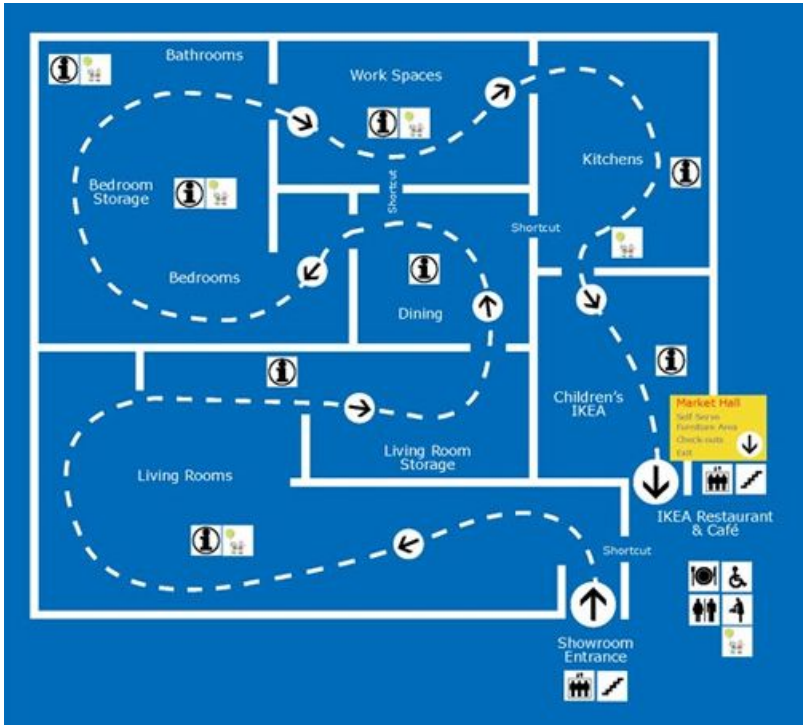 Bathrooms
Work Spaces
Kitchens
Bedroom
Storage
Shortcut
Shortcut
Bedrooms
Dining
Children's
IKEA
Market Hall
Self Serve
Furniture Area
Check outs
Exit
Living Room
Storage
Living Rooms
IKEA Restaurant
& Café
Shortcut
Showroom
Entrance